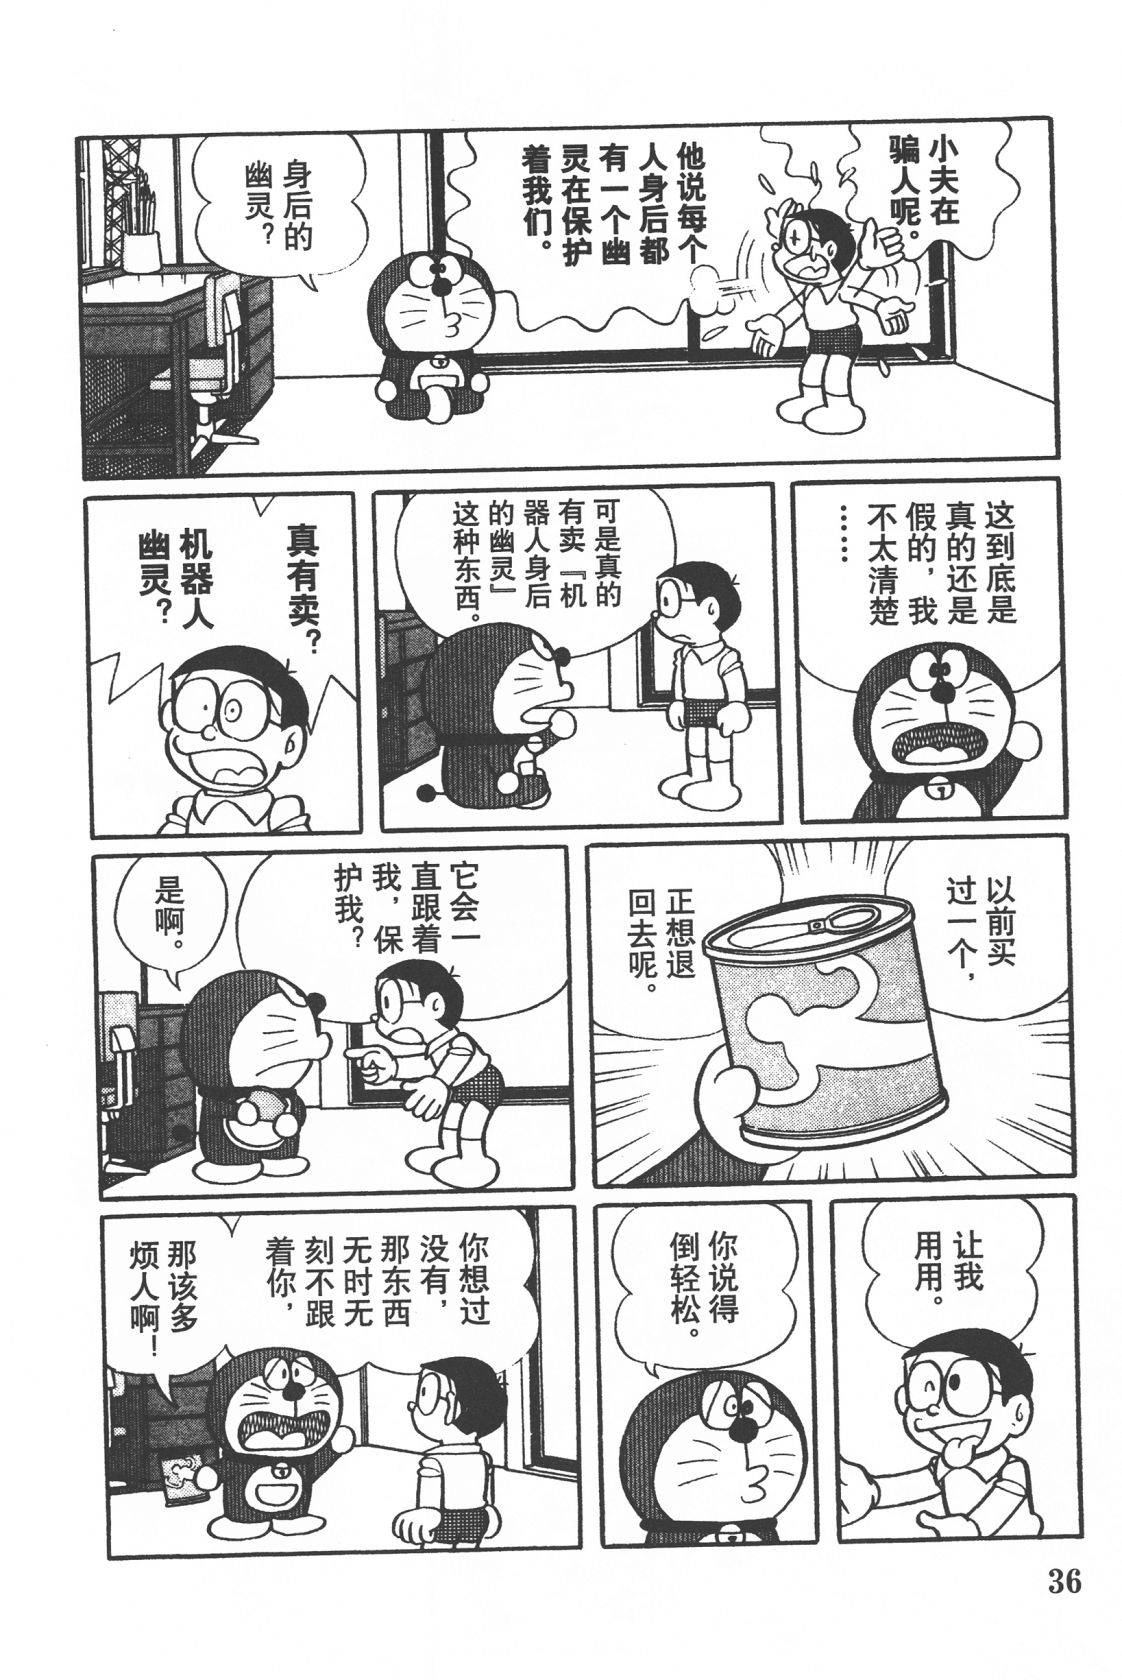 小夫在
骗人呢。
他说每个
人身后都
有一个幽
灵在保护
着我们。
身后的
幽灵？
这到底是
真的还是
假的，我
不太清楚
……
可是真的
有卖『机
器人身后
的幽灵』
这种东西。
真有卖？
机器人
幽灵？
以前买
过一个，
正想退
回去呢。
它会一
直跟着
我，保
护我？
是啊。
让我
用用。
你说得
倒轻松。
你想过
没有，
那东西
无时无
刻不跟
着你，
那该多
烦人啊！
36